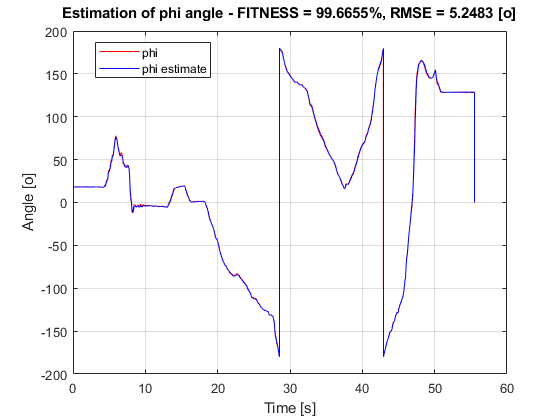 Estimation of phi angle - FITNESS = 99.6655%, RMSE = 5.2483 [o]
200
150
100
50
0
-50
-100
-150
-200
Angle [o]
phi
phi estimate
0 10 20 30 40 50 60
Time [s]